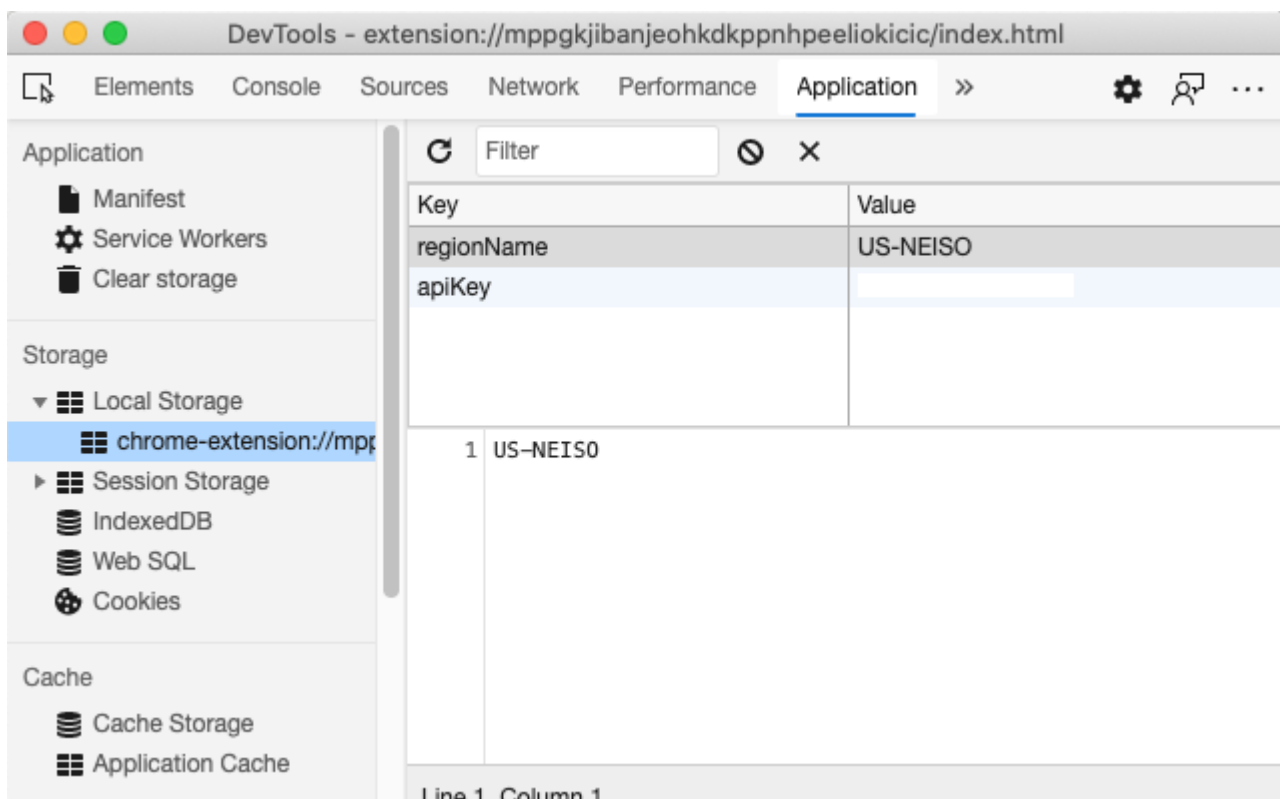 DevTools - extension://mppgkjibanjeohkdkppnhpeeliokicic/index.html
Elements Console Sources Network Performance Application »
Application
Manifest
Service Workers
Clear storage
Storage
Local Storage
chrome-extension://mpp
Session Storage
IndexedDB
Web SQL
Cookies
Cache
Cache Storage
Application Cache
Filter
Key Value
regionName US-NEISO
apiKey
1 US-NEISO
Line 1, Column 1